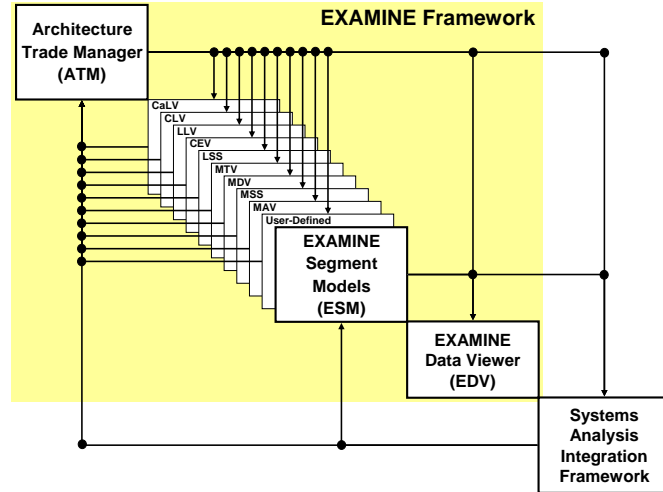 EXAMINE Framework
Architecture
Trade Manager
(ATM)
CaLV
CLV
LLV
CEV
LSS
MTV
MDV
MSS
MAV
User-Defined
EXAMINE
Segment
Models
(ESM)
EXAMINE
Data Viewer
(EDV)
Systems
Analysis
Integration
Framework